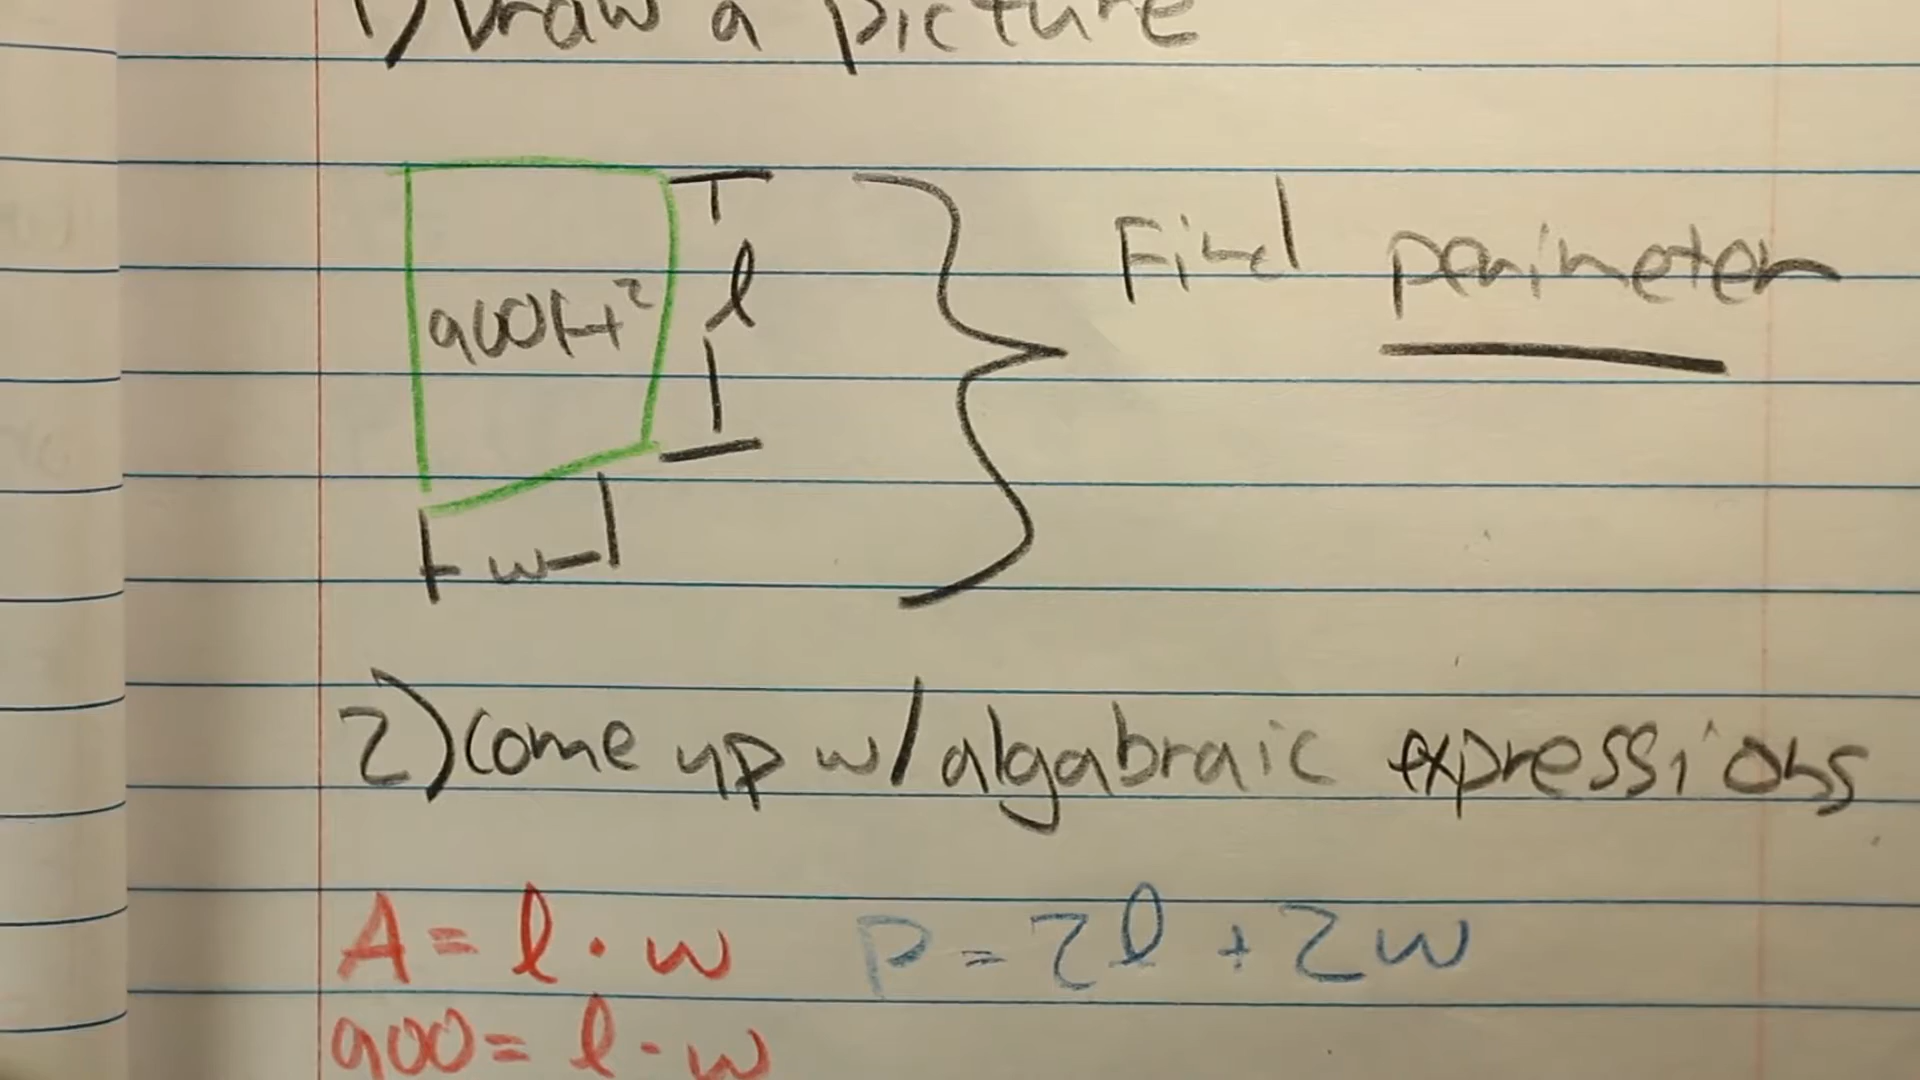 1) Draw a picture
900ft²
l
Find perimeter
w
2) Come up w/ algabraic expressions
A = l · w
P = 2l + 2w
900 = l · w